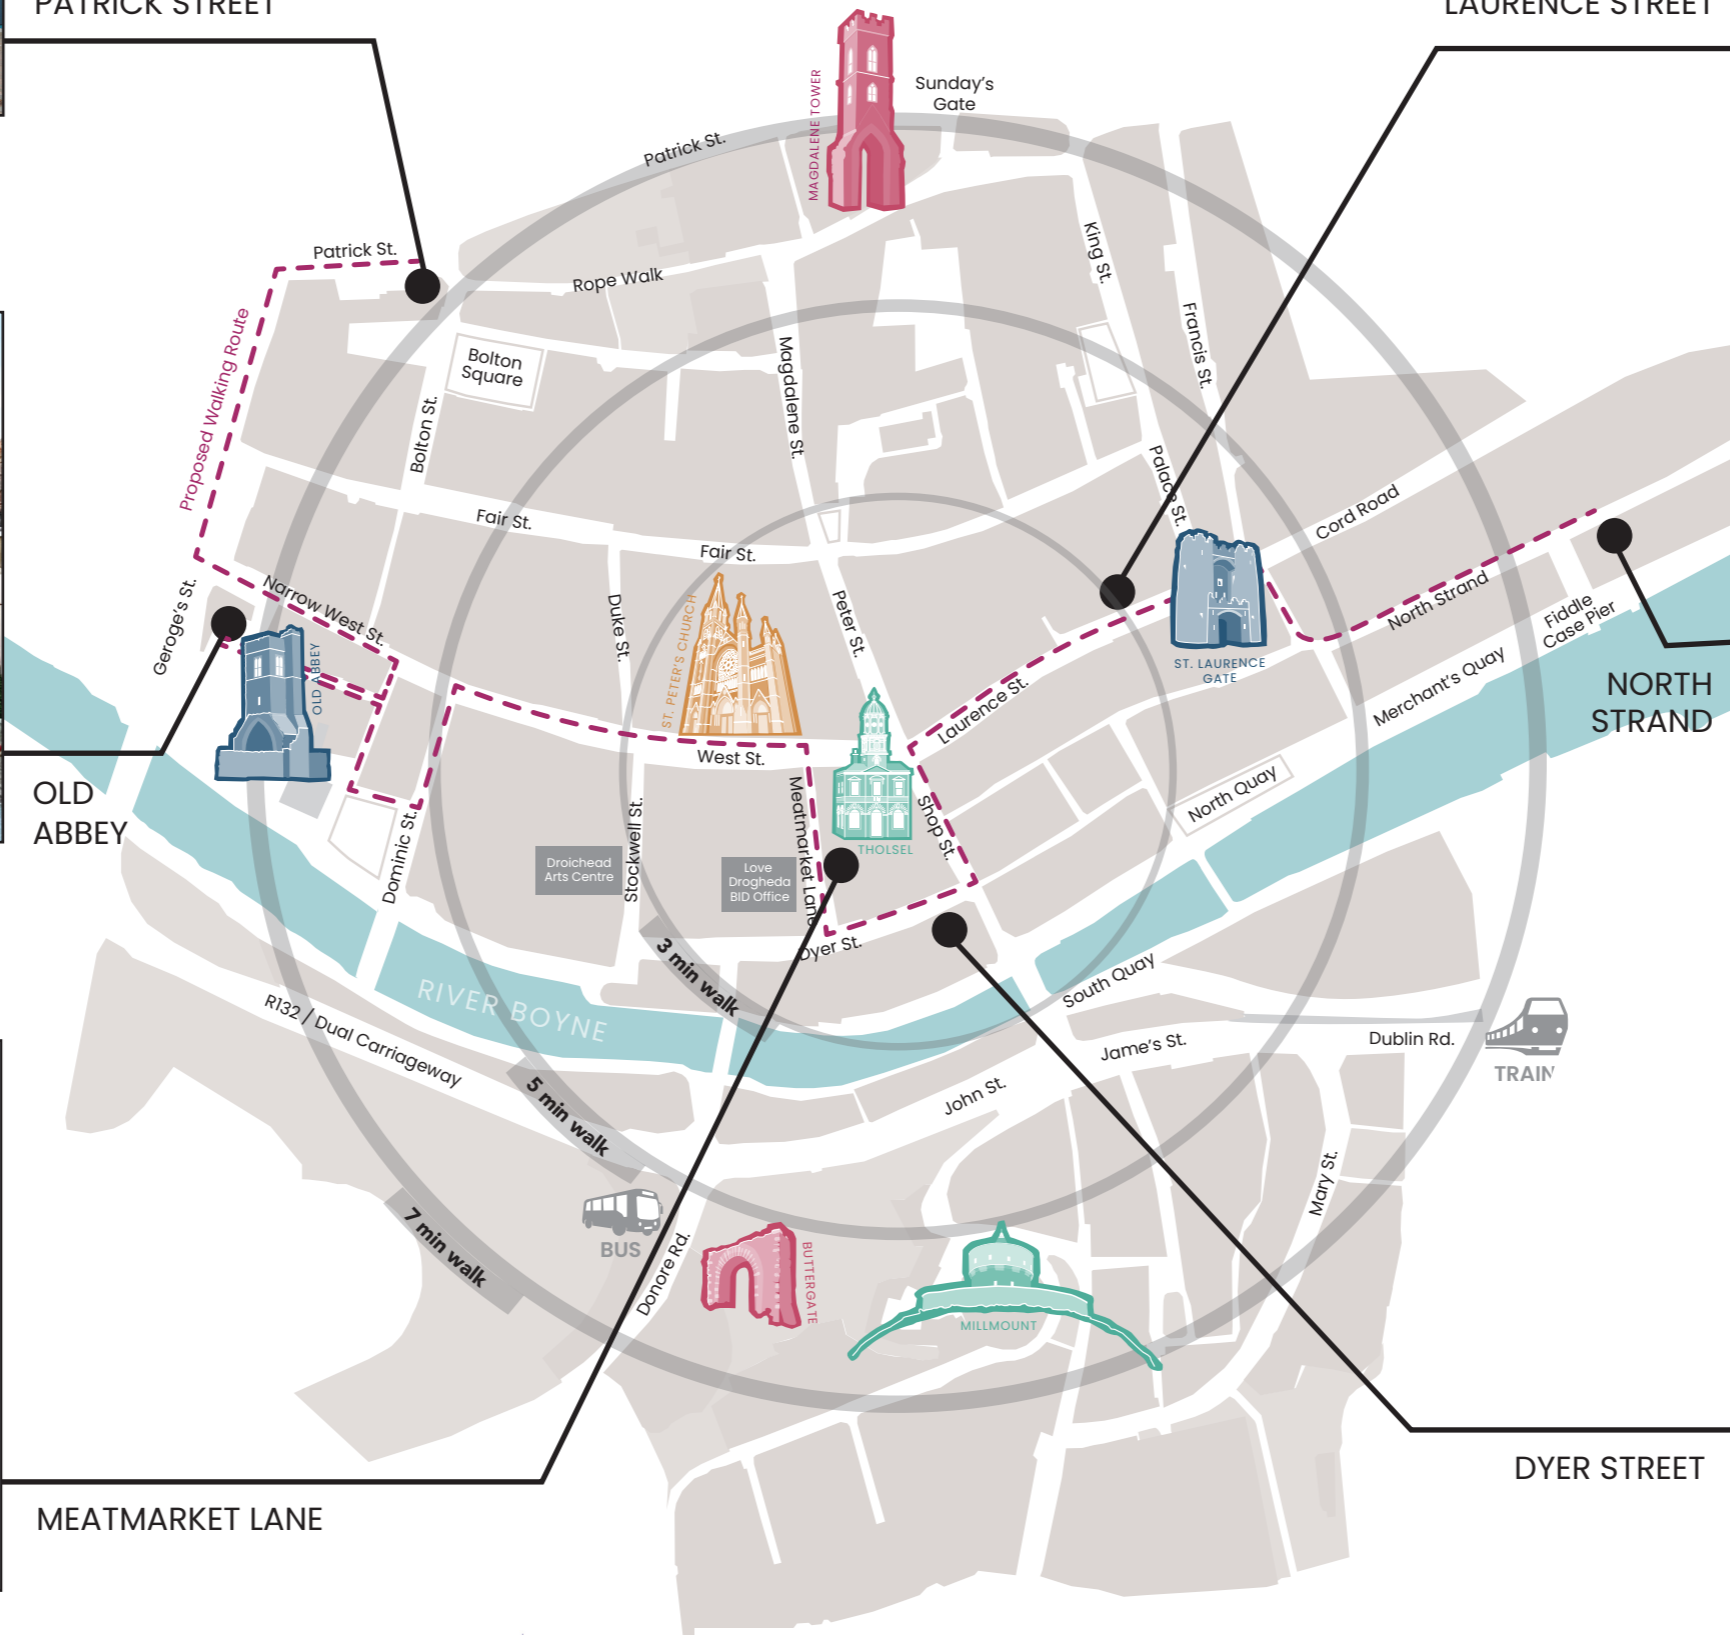 PATRICK STREET
LAURENCE STREET
MAGDALENE TOWER
Sunday's
Gate
Patrick St.
Patrick St.
Rope Walk
King St.
Francis St.
Proposed Walking Route
Bolton
Square
Magdalene St.
Bolton St.
Palace St.
Cord Road
Fair St.
Fair St.
Narrow West St.
Geroge's St.
Duke St.
ST. PETER'S CHURCH
Peter St.
North Strand
Fiddle
Case Pier
OLD ABBEY
ST. LAURENCE
GATE
Laurence St.
Merchant's Quay
NORTH
STRAND
West St.
Meatmarket Lane
Shop St.
North Quay
OLD
ABBEY
Dominic St.
Stockwell St.
THOLSEL
Droichead
Arts Centre
Love
Drogheda
BID Office
Dyer St.
3 min walk
South Quay
RIVER BOYNE
R132 / Dual Carriageway
Jame's St.
Dublin Rd.
TRAIN
John St.
5 min walk
Mary St.
7 min walk
BUS
Donore Rd.
BUTTERGATE
MILLMOUNT
DYER STREET
MEATMARKET LANE